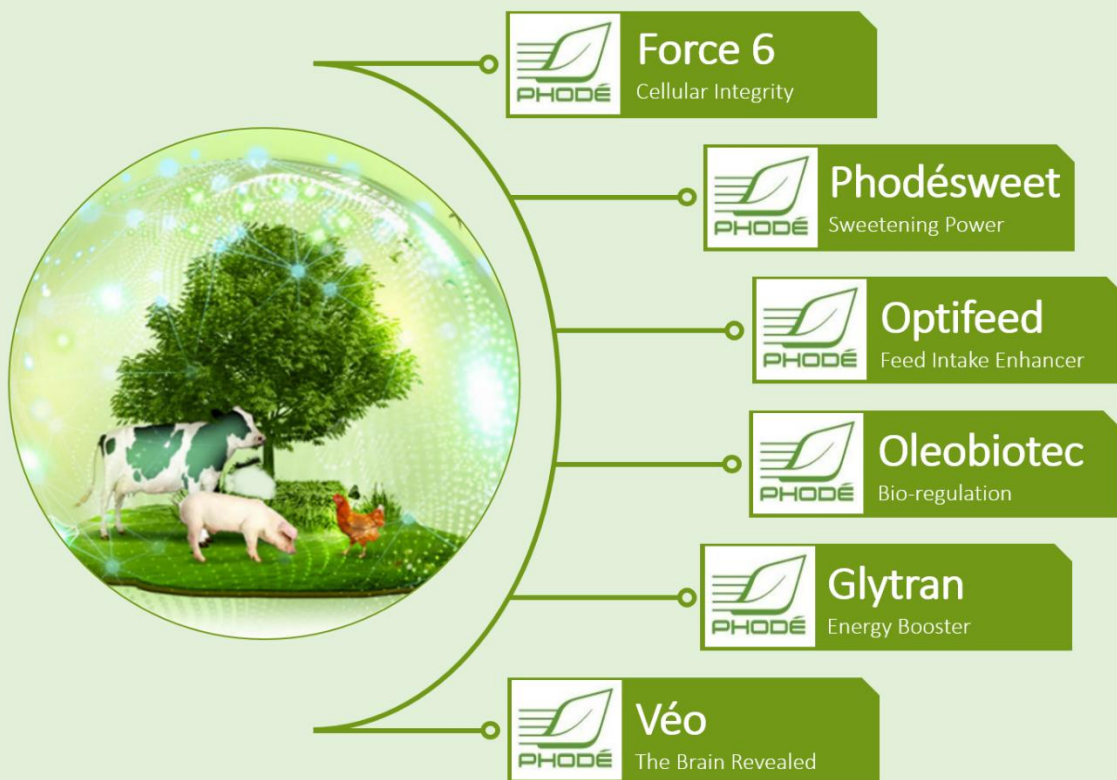 PHODÉ
Force 6
Cellular Integrity
PHODÉ
Phodésweet
Sweetening Power
PHODÉ
Optifeed
Feed Intake Enhancer
PHODÉ
Oleobiotec
Bio-regulation
PHODÉ
Glytran
Energy Booster
PHODÉ
Véo
The Brain Revealed